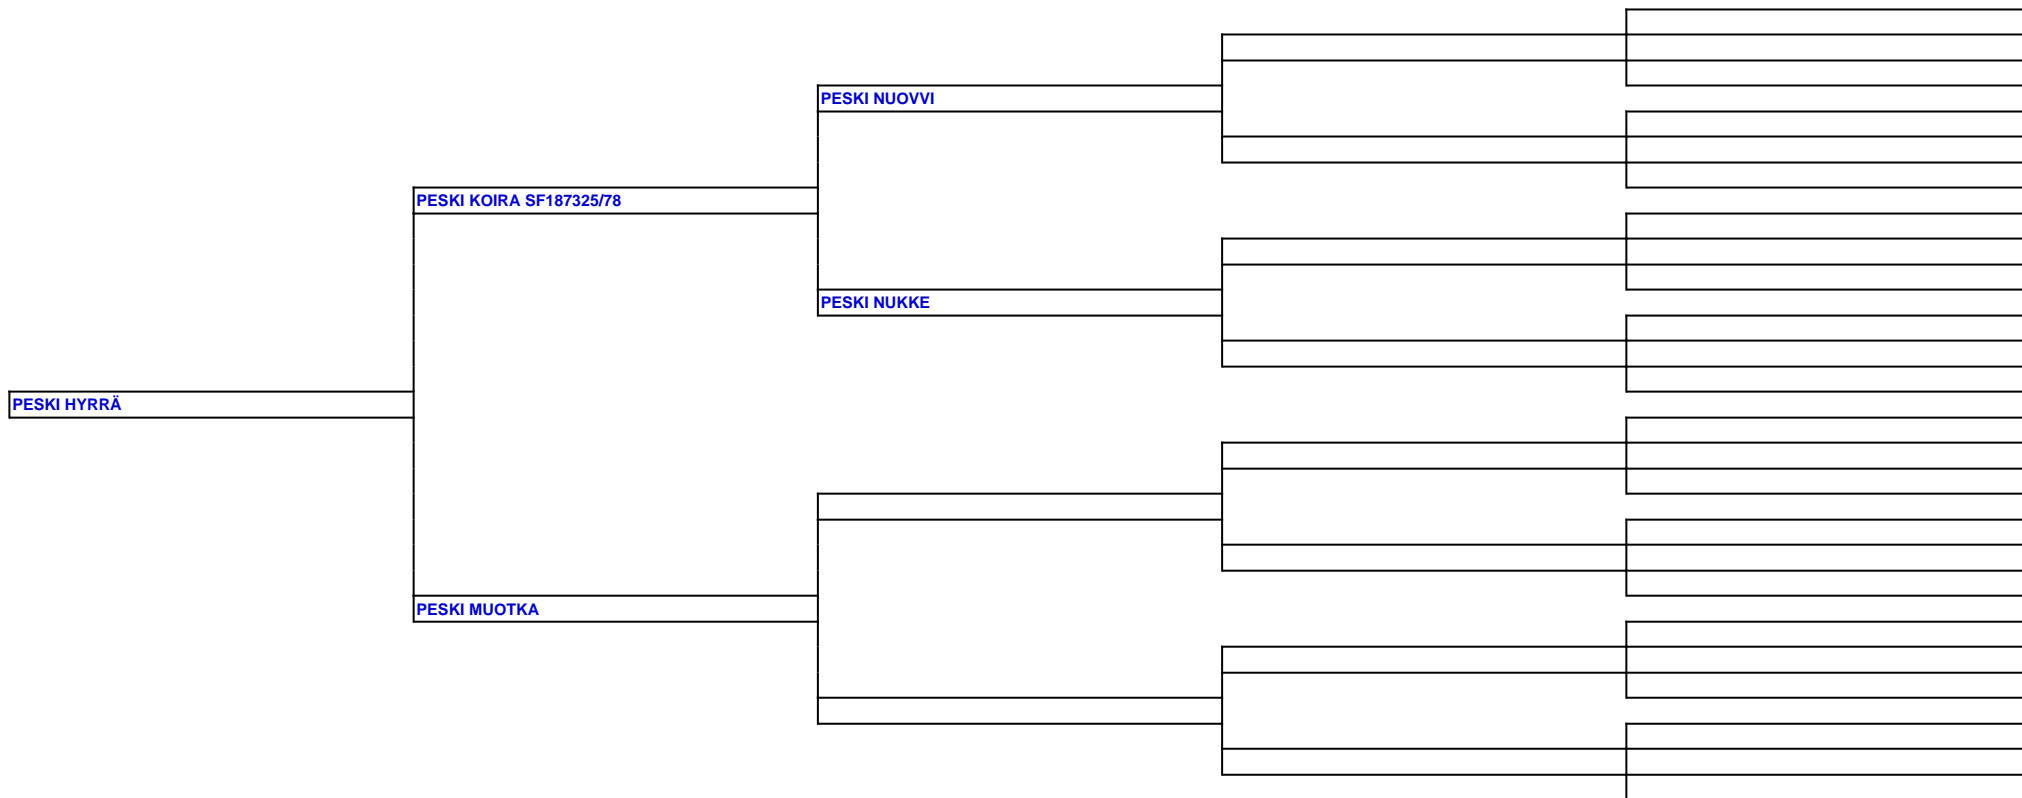 PESKI NUOVVI
PESKI KOIRA SF187325/78
PESKI NUKKE
PESKI HYRRÄ
PESKI MUOTKA